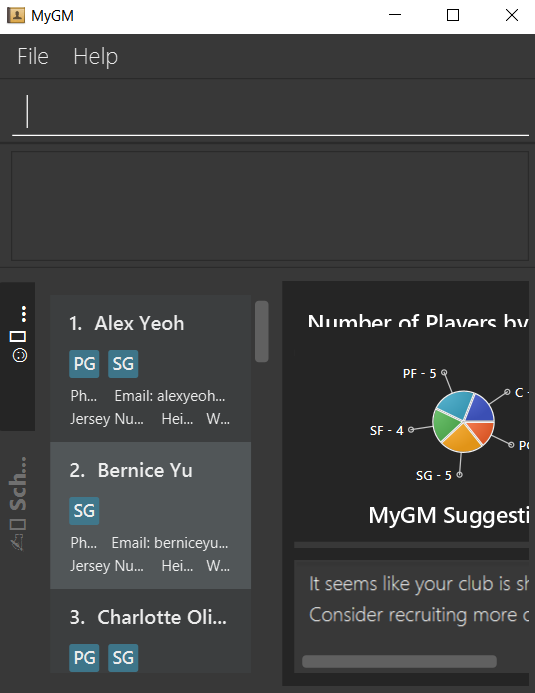 MyGM
File Help
...
Sch...
1. Alex Yeoh
PG SG
Ph... Email: alexyeoh...
Jersey Nu... Hei... W...
2. Bernice Yu
SG
Ph... Email: berniceyu...
Jersey Nu... Hei... W...
3. Charlotte Oli...
PG SG
Number of Players by
PF - 5
C -
SF - 4
PG
SG - 5
MyGM Suggesti
It seems like your club is sh
Consider recruiting more